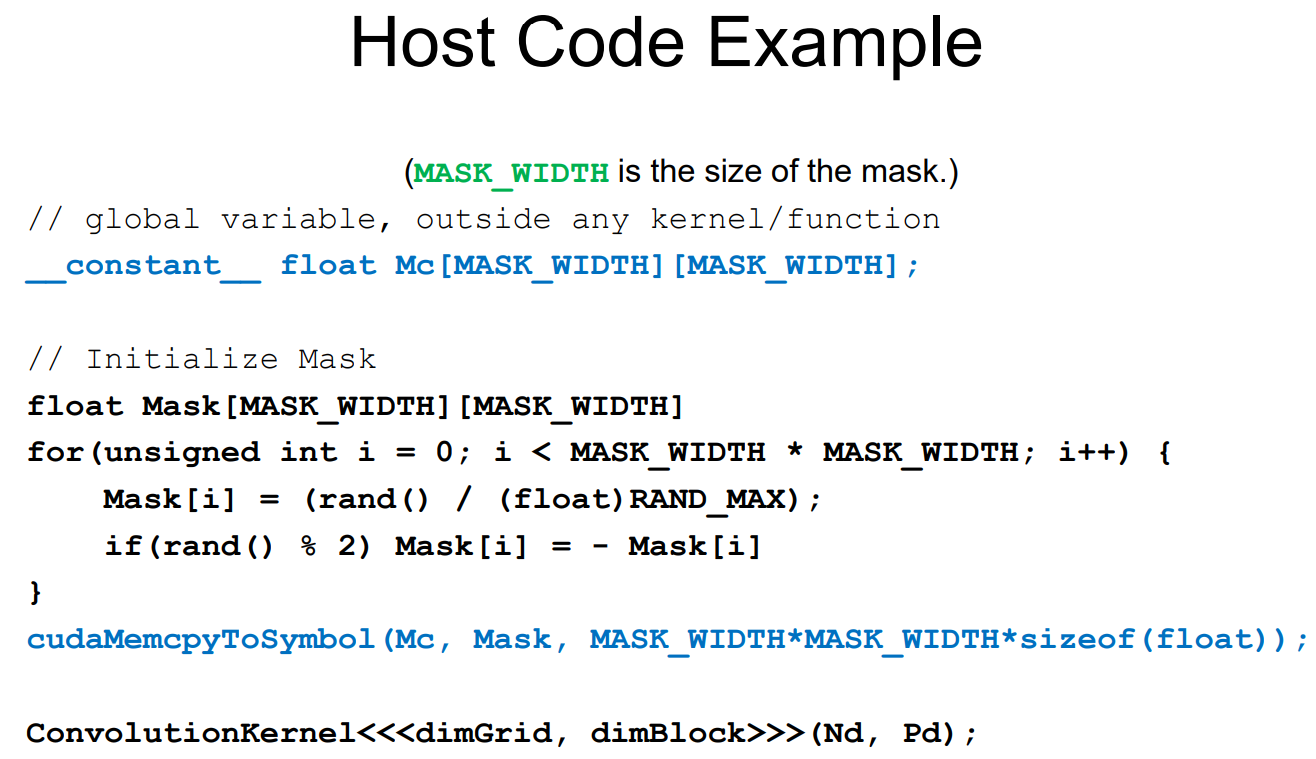 Host Code Example
(MASK_WIDTH is the size of the mask.)
// global variable, outside any kernel/function
__constant__ float Mc[MASK_WIDTH][MASK_WIDTH];
// Initialize Mask
float Mask[MASK_WIDTH][MASK_WIDTH]
for(unsigned int i = 0; i < MASK_WIDTH * MASK_WIDTH; i++) {
Mask[i] = (rand() / (float)RAND_MAX);
if(rand() % 2) Mask[i] = - Mask[i]
}
cudaMemcpyToSymbol(Mc, Mask, MASK_WIDTH*MASK_WIDTH*sizeof(float));
ConvolutionKernel<<<dimGrid, dimBlock>>>(Nd, Pd);